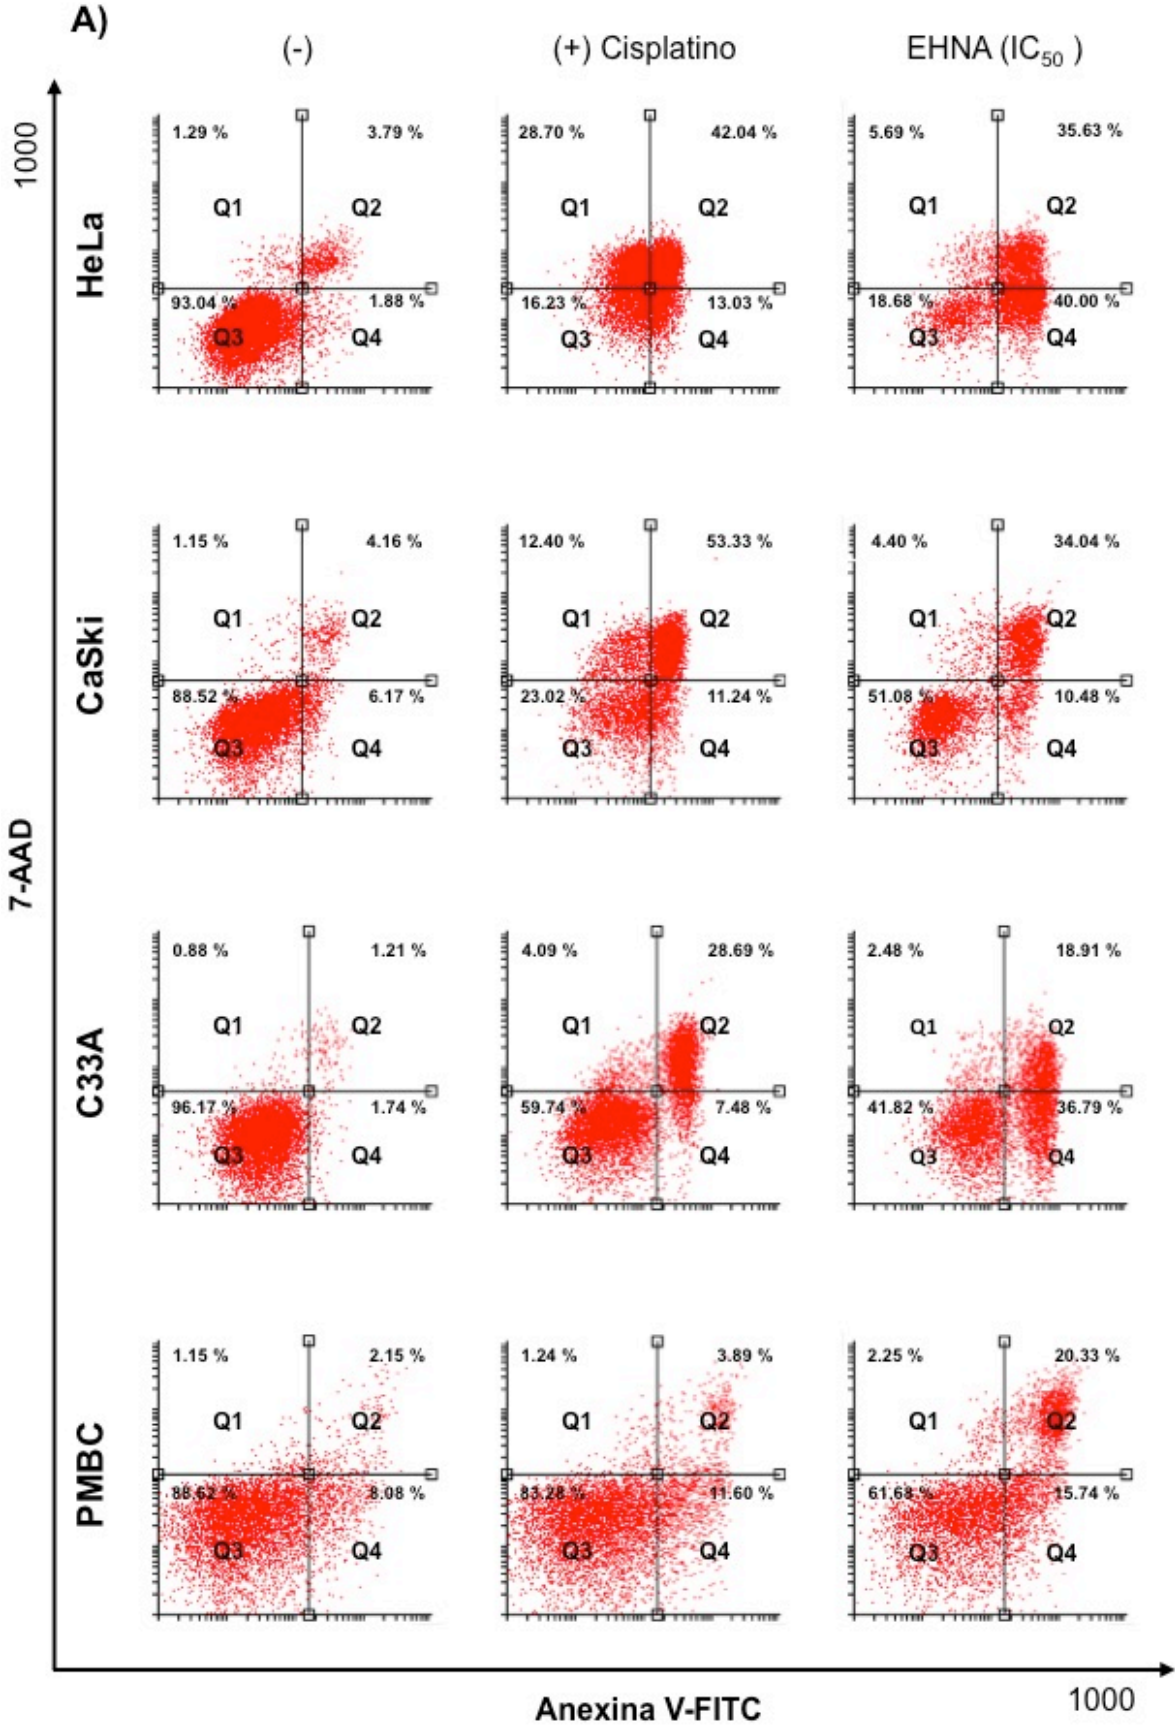 A)
(-) (+) Cisplatino EHNA (IC50 )
1000
HeLa
1.29 % 3.79 % 28.70 % 42.04 % 5.69 % 35.63 %
Q1 Q2 Q1 Q2 Q1 Q2
93.04 % 1.88 % 16.23 % 13.03 % 18.68 % 40.00 %
Q3 Q4 Q3 Q4 Q3 Q4
CaSki
1.15 % 4.16 % 12.40 % 53.33 % 4.40 % 34.04 %
Q1 Q2 Q1 Q2 Q1 Q2
88.52 % 6.17 % 23.02 % 11.24 % 51.08 % 10.48 %
Q3 Q4 Q3 Q4 Q3 Q4
7-AAD
C33A
0.88 % 1.21 % 4.09 % 28.69 % 2.48 % 18.91 %
Q1 Q2 Q1 Q2 Q1 Q2
96.17 % 1.74 % 59.74 % 7.48 % 41.82 % 36.79 %
Q3 Q4 Q3 Q4 Q3 Q4
PMBC
1.15 % 2.15 % 1.24 % 3.89 % 2.25 % 20.33 %
Q1 Q2 Q1 Q2 Q1 Q2
88.62 % 8.08 % 83.28 % 11.60 % 61.68 % 15.74 %
Q3 Q4 Q3 Q4 Q3 Q4
Anexina V-FITC
1000